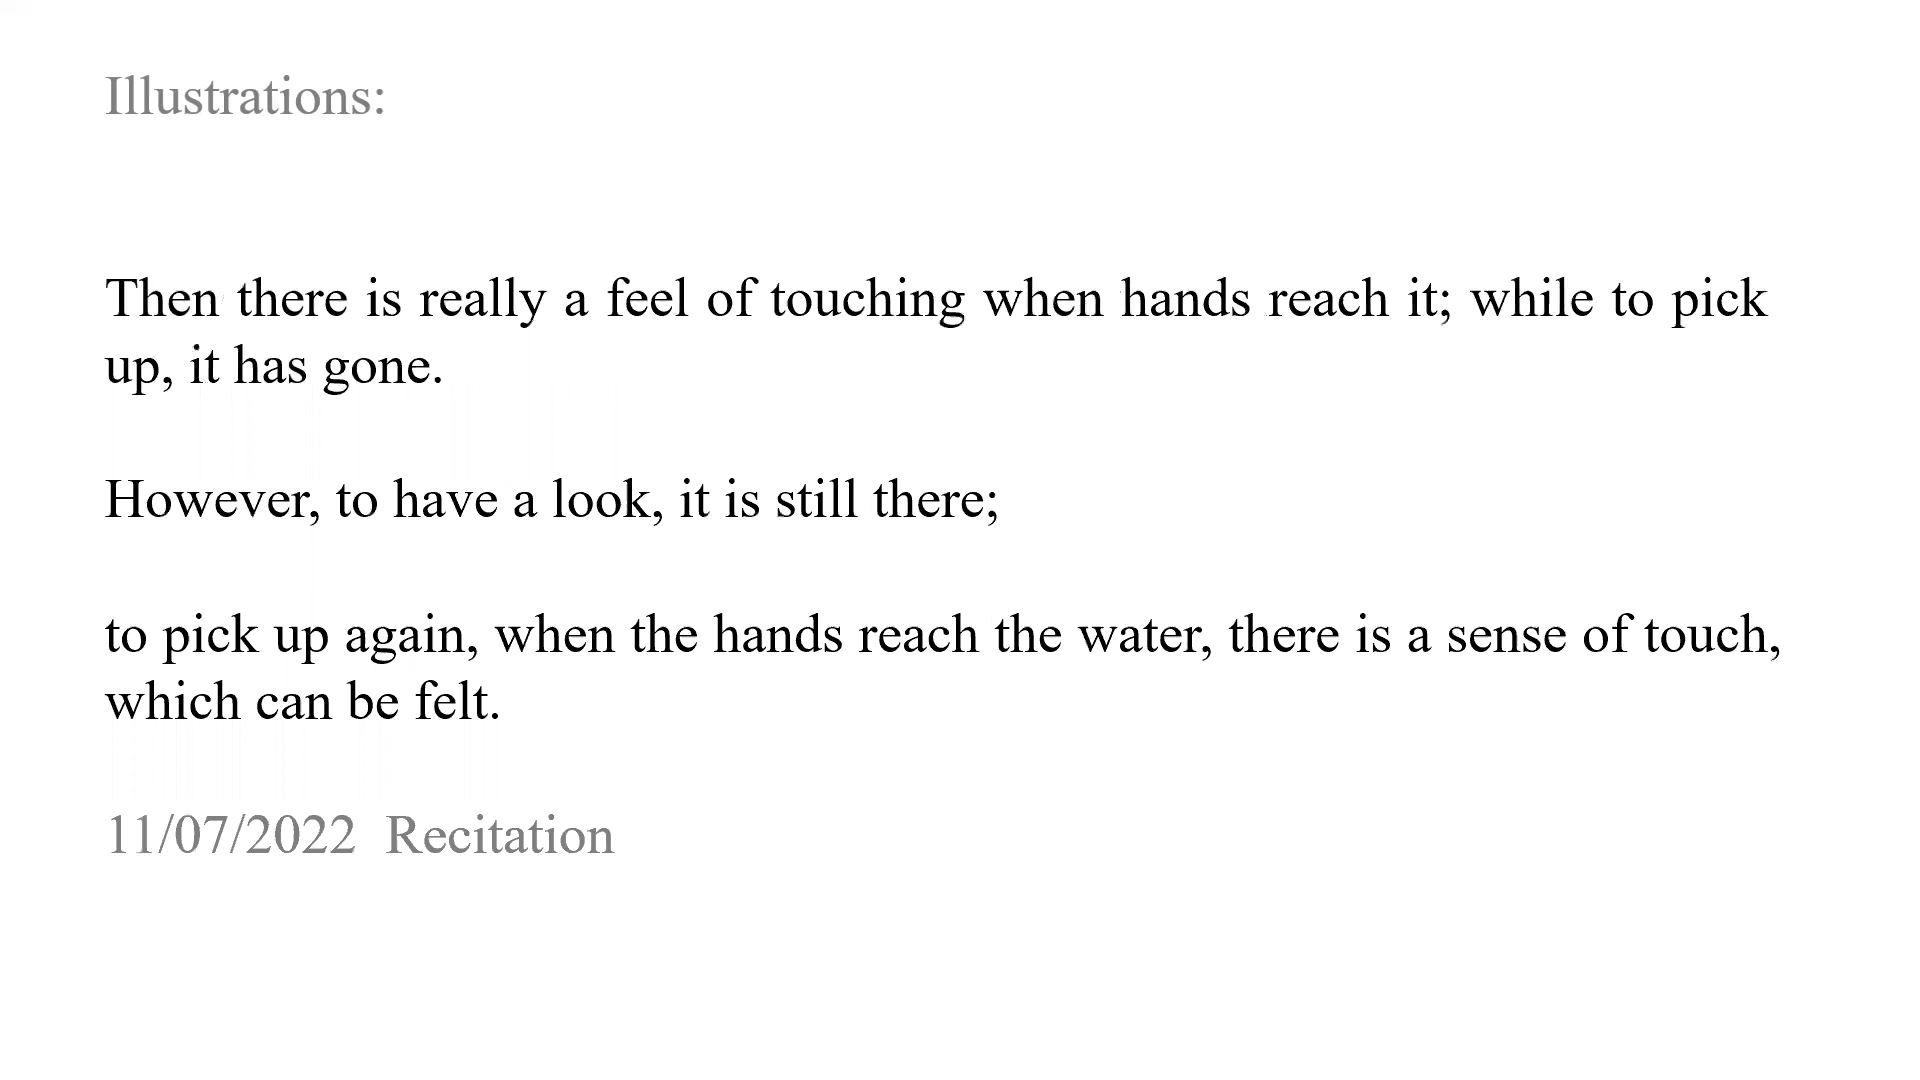 Illustrations:
Then there is really a feel of touching when hands reach it; while to pick
up, it has gone.
However, to have a look, it is still there;
to pick up again, when the hands reach the water, there is a sense of touch,
which can be felt.
11/07/2022 Recitation